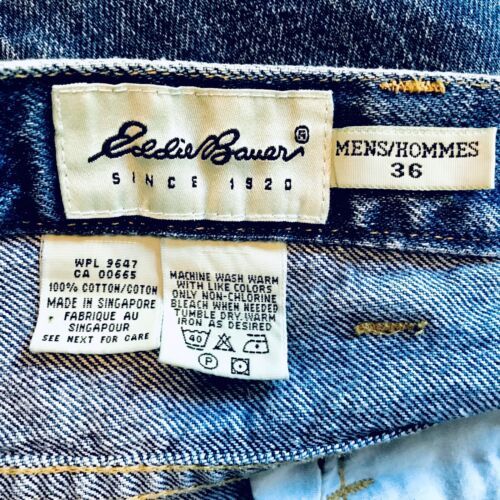 Eddie Bauer®
SINCE 1920
MENS/HOMMES
36
WPL 9647
CA 00665
100% COTTON/COTON
MADE IN SINGAPORE
FABRIQUE AU
SINGAPOUR
SEE NEXT FOR CARE
MACHINE WASH WARM
WITH LIKE COLORS
ONLY NON-CHLORINE
BLEACH WHEN NEEDED
TUMBLE DRY. WARM
IRON AS DESIRED
40
P